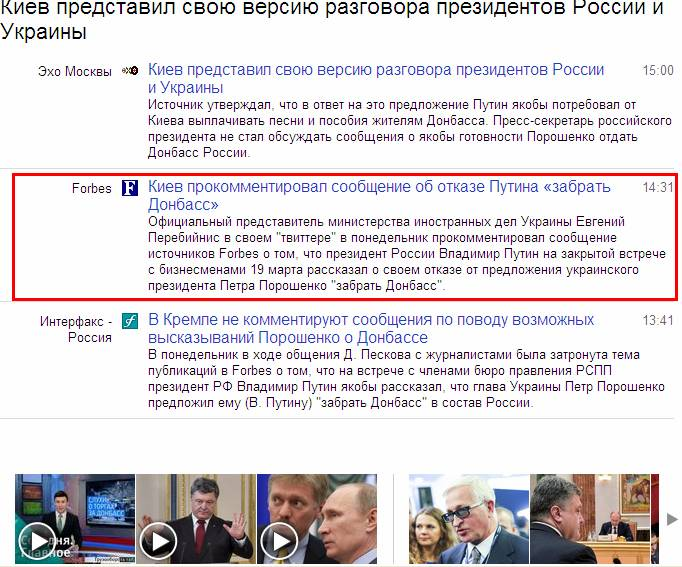 Киев представил свою версию разговора президентов России и
Украины
Эхо Москвы
Киев представил свою версию разговора президентов России
и Украины
15:00
Источник утверждал, что в ответ на это предложение Путин якобы потребовал от
Киева выплачивать песни и пособия жителям Донбасса. Пресс-секретарь российского
президента не стал обсуждать сообщения о якобы готовности Порошенко отдать
Донбасс России.
Forbes
F
Киев прокомментировал сообщение об отказе Путина «забрать
Донбасс»
14:31
Официальный представитель министерства иностранных дел Украины Евгений
Перебийнис в своем "твиттере" в понедельник прокомментировал сообщение
источников Forbes о том, что президент России Владимир Путин на закрытой встрече
с бизнесменами 19 марта рассказал о своем отказе от предложения украинского
президента Петра Порошенко "забрать Донбасс".
Интерфакс -
Россия
В Кремле не комментируют сообщения по поводу возможных
высказываний Порошенко о Донбассе
13:41
В понедельник в ходе общения Д. Пескова с журналистами была затронута тема
публикаций в Forbes о том, что на встрече с членами бюро правления РСПП
президент РФ Владимир Путин якобы рассказал, что глава Украины Петр Порошенко
предложил ему (В. Путину) "забрать Донбасс" в состав России.
СЛУХИ
О ТОРГАХ
ЗА ДОНБАСС
Сегодня.
Главное